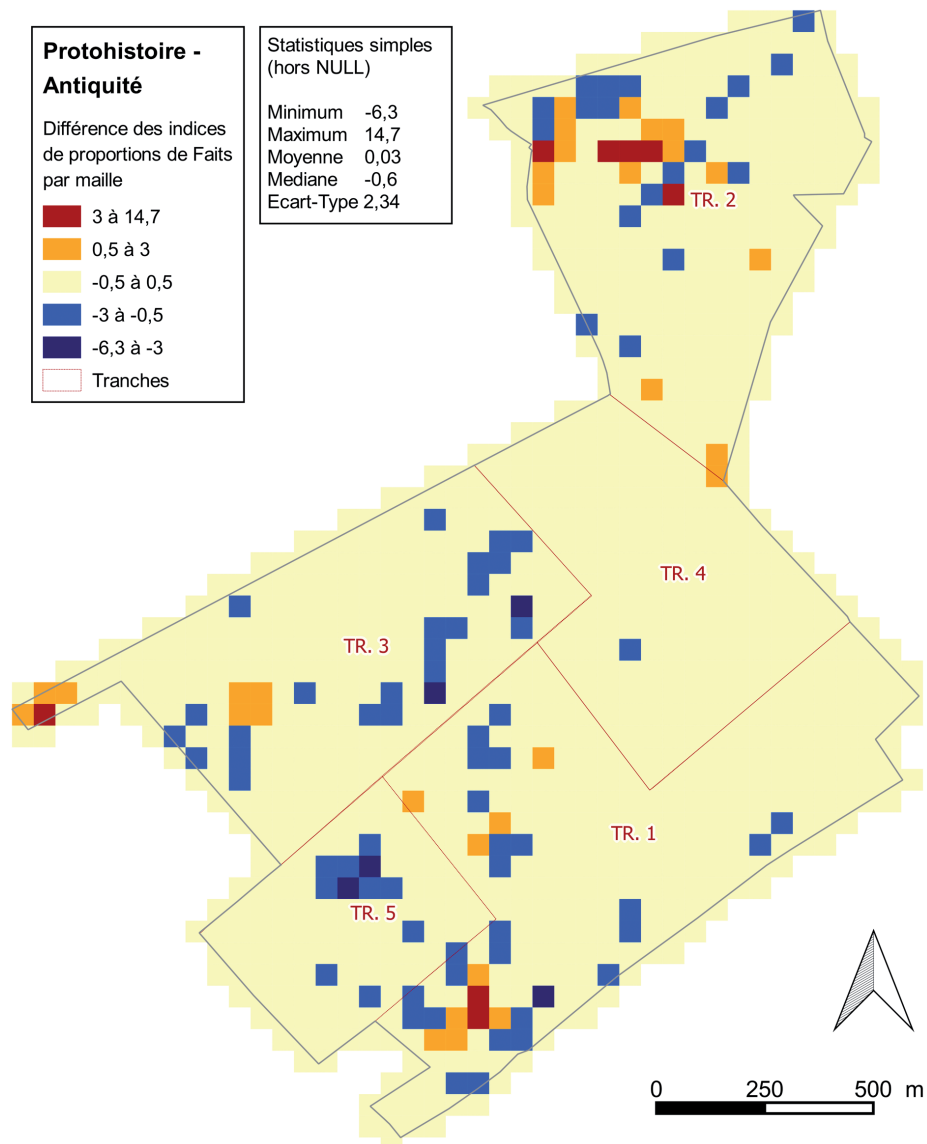 Protohistoire -
Antiquité
Différence des indices
de proportions de Faits
par maille
3 à 14,7
0,5 à 3
-0,5 à 0,5
-3 à -0,5
-6,3 à -3
Tranches
Statistiques simples
(hors NULL)
Minimum -6,3
Maximum 14,7
Moyenne 0,03
Mediane -0,6
Ecart-Type 2,34
TR. 2
TR. 4
TR. 3
TR. 1
TR. 5
0 250 500 m